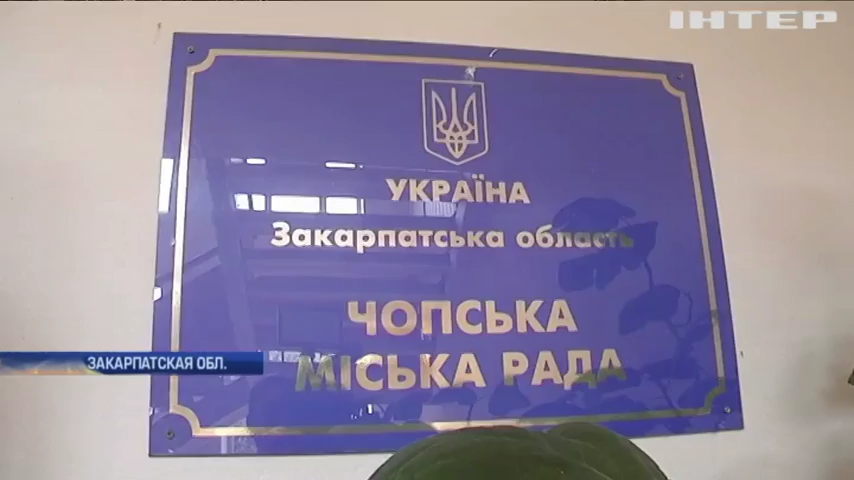 ІНТЕР
УКРАЇНА
Закарпатська область
ЧОПСЬКА
МІСЬКА РАДА
ЗАКАРПАТСКАЯ ОБЛ.